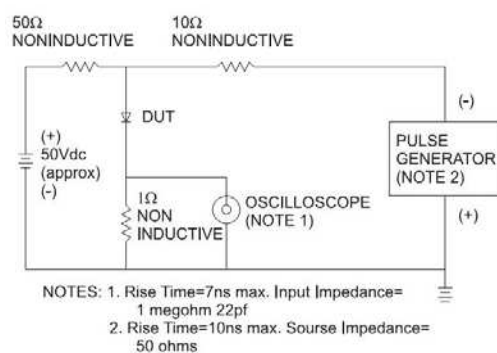 50Ω
NONINDUCTIVE
10Ω
NONINDUCTIVE
(+)
50Vdc
(approx)
(-)
DUT
1Ω
NON
INDUCTIVE
OSCILLOSCOPE
(NOTE 1)
(-)
PULSE
GENERATOR
(NOTE 2)
(+)
NOTES: 1. Rise Time=7ns max. Input Impedance=
1 megohm 22pf
2. Rise Time=10ns max. Sourse Impedance=
50 ohms